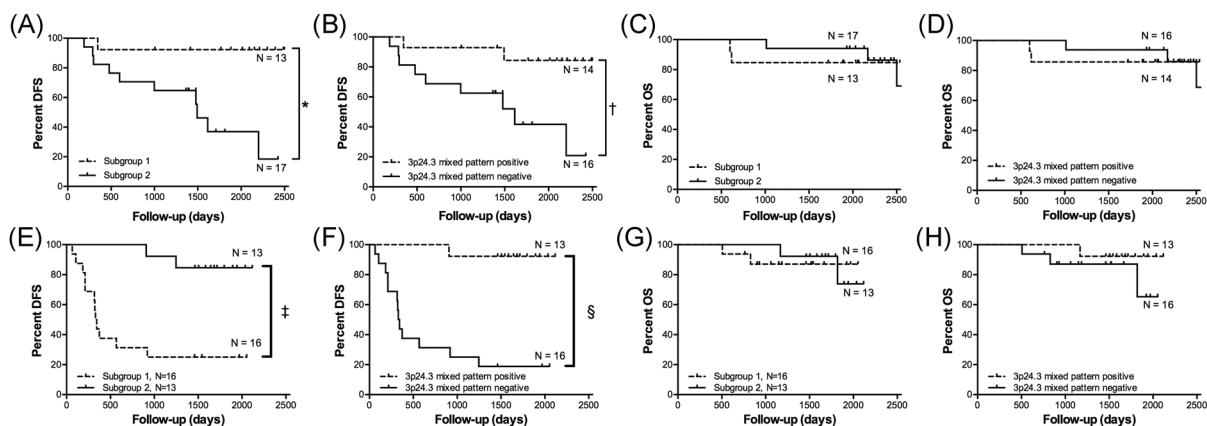 (A)
Percent DFS
100
80
60
40
20
0
N = 13
*
N = 17
Subgroup 1
Subgroup 2
0 500 1000 1500 2000 2500
Follow-up (days)
(B)
Percent DFS
100
80
60
40
20
0
N = 14
†
N = 16
3p24.3 mixed pattern positive
3p24.3 mixed pattern negative
0 500 1000 1500 2000 2500
Follow-up (days)
(C)
Percent OS
100
80
60
40
20
0
N = 17
N = 13
Subgroup 1
Subgroup 2
0 500 1000 1500 2000 2500
Follow-up (days)
(D)
Percent OS
100
80
60
40
20
0
N = 16
N = 14
3p24.3 mixed pattern positive
3p24.3 mixed pattern negative
0 500 1000 1500 2000 2500
Follow-up (days)
(E)
Percent DFS
100
80
60
40
20
0
N = 13
‡
N = 16
Subgroup 1, N=16
Subgroup 2, N=13
0 500 1000 1500 2000 2500
Follow-up (days)
(F)
Percent DFS
100
80
60
40
20
0
N = 13
§
N = 16
3p24.3 mixed pattern positive
3p24.3 mixed pattern negative
0 500 1000 1500 2000 2500
Follow-up (days)
(G)
Percent OS
100
80
60
40
20
0
N = 16
N = 13
Subgroup 1, N=16
Subgroup 2, N=13
0 500 1000 1500 2000 2500
Follow-up (days)
(H)
Percent OS
100
80
60
40
20
0
N = 13
N = 16
3p24.3 mixed pattern positive
3p24.3 mixed pattern negative
0 500 1000 1500 2000 2500
Follow-up (days)